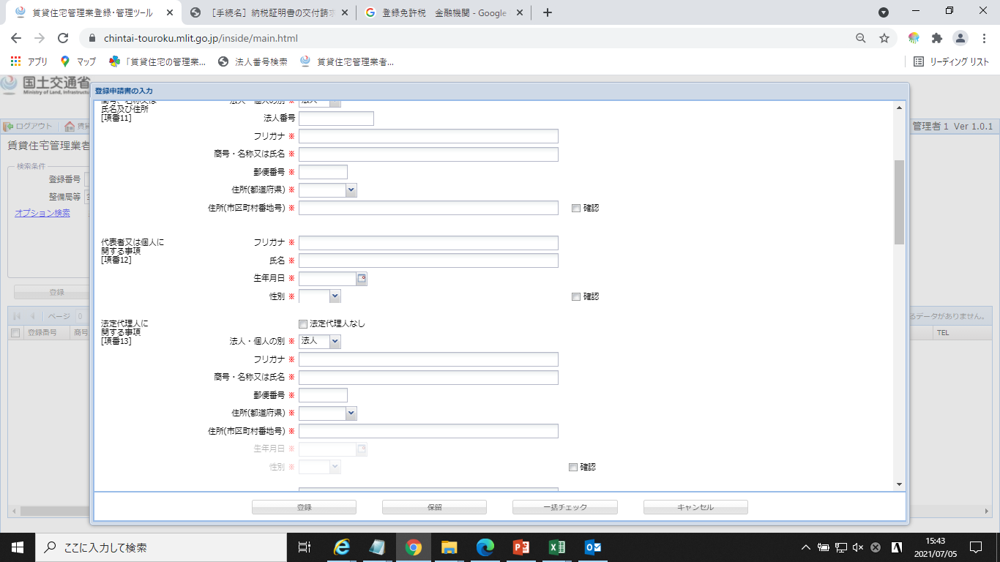 賃貸住宅管理業登録・管理ツール
［手続名］納税証明書の交付請求
登録免許税　金融機関 - Google
chintai-touroku.mlit.go.jp/inside/main.html
アプリ
マップ
「賃貸住宅の管理業...
法人番号検索
賃貸住宅管理業者...
リーディング リスト
国土交通省
Ministry of Land, Infrastructu
登録申請書の入力
ログアウト
管理者１ Ver 1.0.1
賃貸住宅管理業者
検索条件
登録番号
整備局等
オプション検索
登録
ページ 0
るデータがありません。
登録番号
商号
TEL
商号、名称又は
氏名及び住所
[項番11]
法人・個人の別 ※ 法人
法人番号
フリガナ ※
商号・名称又は氏名 ※
郵便番号 ※
住所(都道府県) ※
住所(市区町村番地号) ※
確認
代表者又は個人に
関する事項
[項番12]
フリガナ ※
氏名 ※
生年月日 ※
性別 ※
確認
法定代理人に
関する事項
[項番13]
法定代理人なし
法人・個人の別 ※ 法人
フリガナ ※
商号・名称又は氏名 ※
郵便番号 ※
住所(都道府県) ※
住所(市区町村番地号) ※
生年月日 ※
性別 ※
確認
登録
保留
一括チェック
キャンセル
ここに入力して検索
A
15:43
2021/07/05